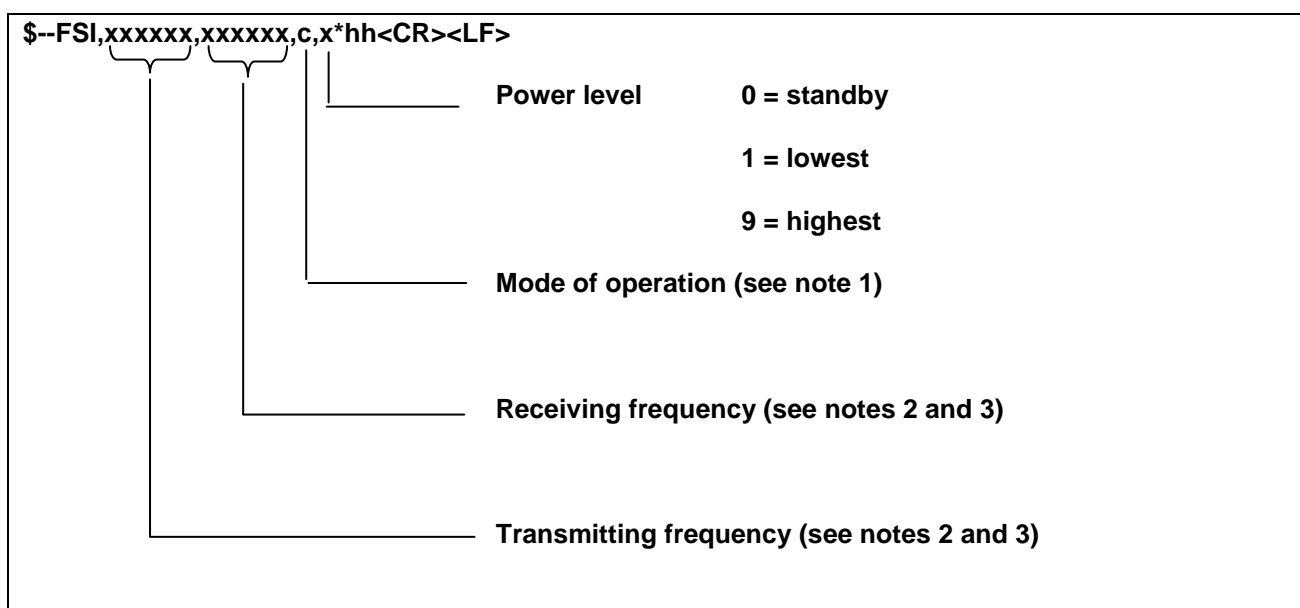 $--FSI,xxxxxx,xxxxxx,c,x*hh<CR><LF>
Power level 0 = standby
1 = lowest
9 = highest
Mode of operation (see note 1)
Receiving frequency (see notes 2 and 3)
Transmitting frequency (see notes 2 and 3)